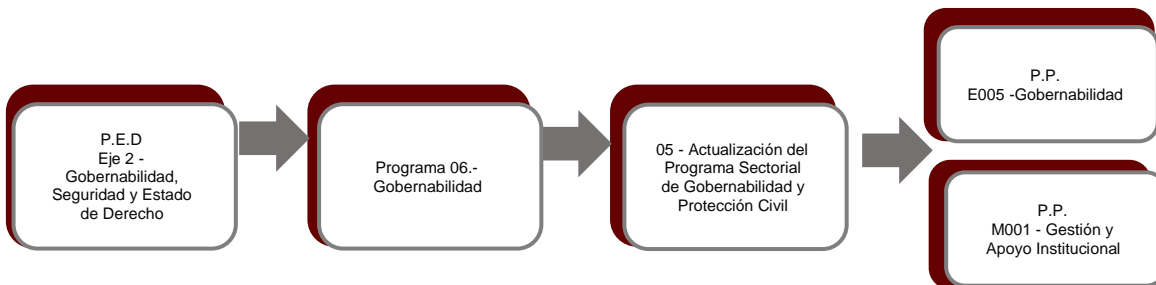 P.E.D
Eje 2 -
Gobernabilidad,
Seguridad y Estado
de Derecho
Programa 06.-
Gobernabilidad
05 - Actualización del
Programa Sectorial
de Gobernabilidad y
Protección Civil
P.P.
E005 -Gobernabilidad
P.P.
M001 - Gestión y
Apoyo Institucional